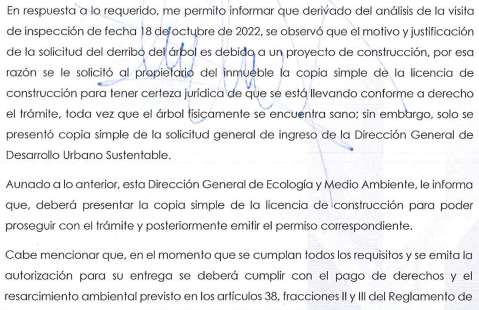 En respuesta a lo requerido, me permito informar que derivado del análisis de la visita
de inspección de fecha 18 de octubre de 2022, se observó que el motivo y justificación
de la solicitud del derribo del árbol es debido a un proyecto de construcción, por esa
razón se le solicitó al propietario del inmueble la copia simple de la licencia de
construcción para tener certeza jurídica de que se está llevando conforme a derecho
el trámite, toda vez que el árbol físicamente se encuentra sano; sin embargo, solo se
presentó copia simple de la solicitud general de ingreso de la Dirección General de
Desarrollo Urbano Sustentable.
Aunado a lo anterior, esta Dirección General de Ecología y Medio Ambiente, le informa
que, deberá presentar la copia simple de la licencia de construcción para poder
proseguir con el trámite y posteriormente emitir el permiso correspondiente.
Cabe mencionar que, en el momento que se cumplan todos los requisitos y se emita la
autorización para su entrega se deberá cumplir con el pago de derechos y el
resarcimiento ambiental previsto en los artículos 38, fracciones II y III del Reglamento de